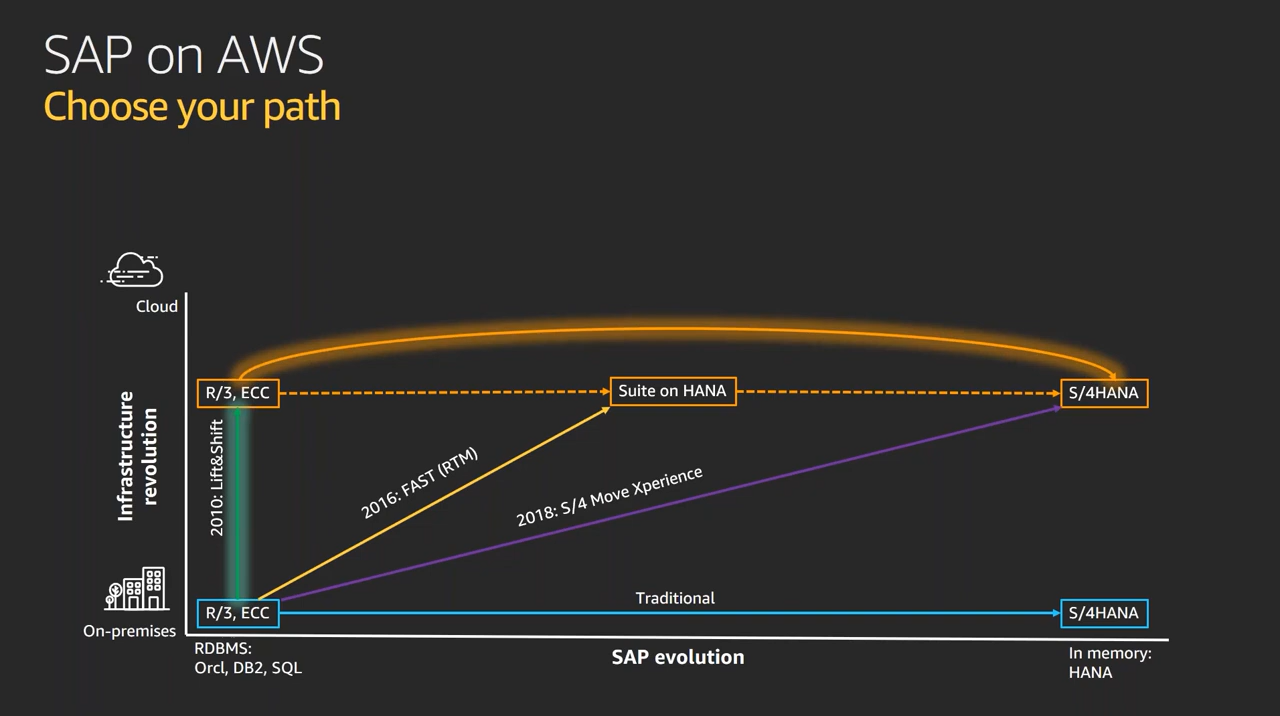 SAP on AWS
Choose your path
Cloud
R/3, ECC
Suite on HANA
S/4HANA
Infrastructure
revolution
2010: Lift&Shift
2016: FAST (RTM)
2018: S/4 Move Xperience
Traditional
R/3, ECC
S/4HANA
On-premises
RDBMS:
Orcl, DB2, SQL
SAP evolution
In memory:
HANA